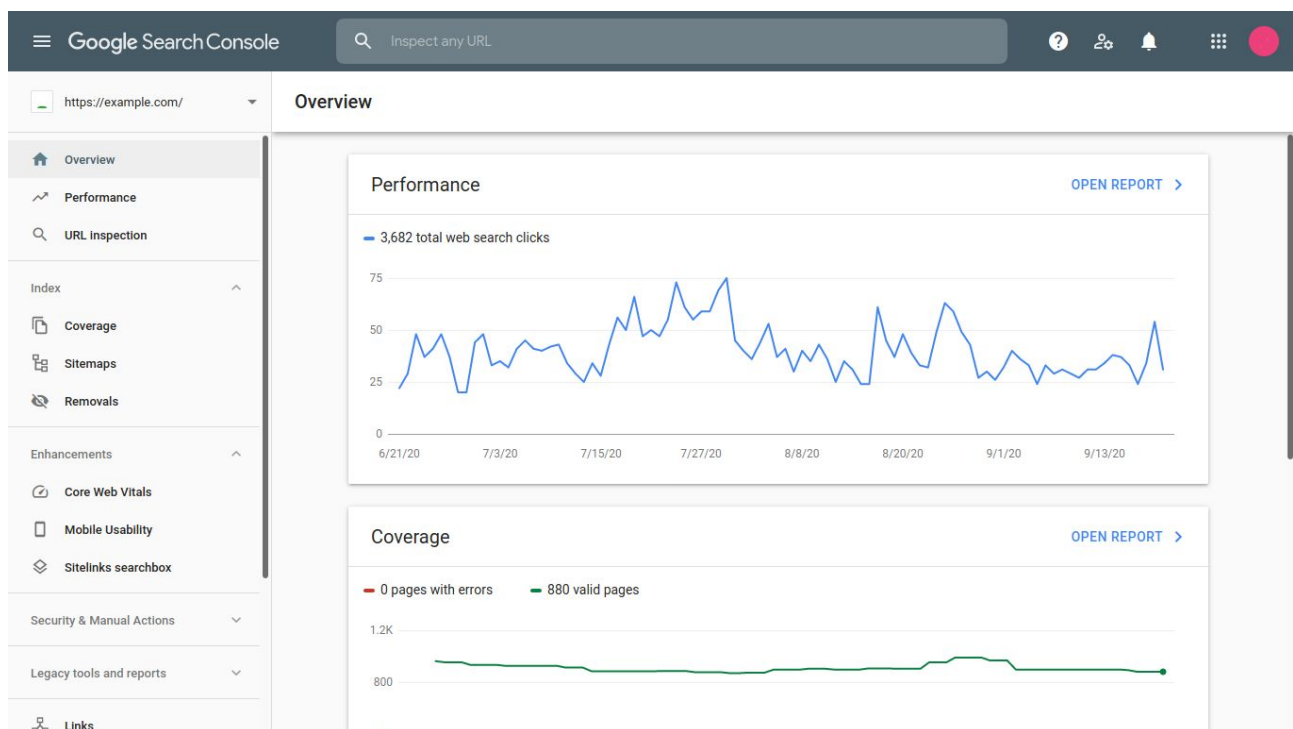 Google Search Console
Inspect any URL
https://example.com/
Overview
Overview
Performance
URL inspection
Index
Coverage
Sitemaps
Removals
Enhancements
Core Web Vitals
Mobile Usability
Sitelinks searchbox
Security & Manual Actions
Legacy tools and reports
Links
Performance
OPEN REPORT
3,682 total web search clicks
75
50
25
0
6/21/20 7/3/20 7/15/20 7/27/20 8/8/20 8/20/20 9/1/20 9/13/20
Coverage
OPEN REPORT
0 pages with errors 880 valid pages
1.2K
800